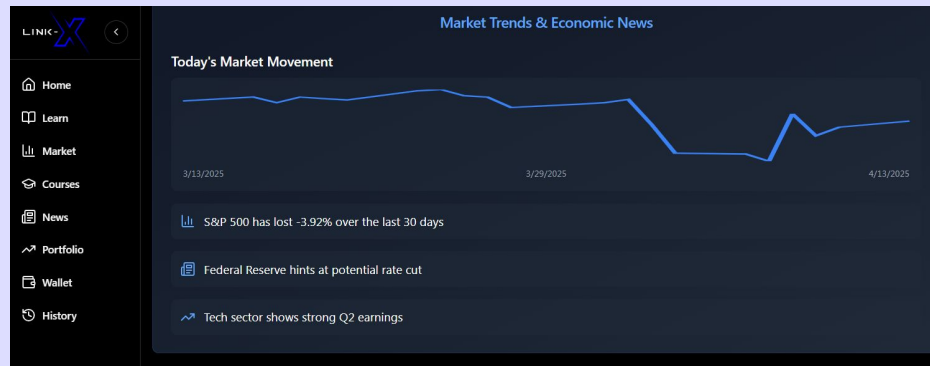 LINK-X
Market Trends & Economic News
Home
Learn
Market
Courses
News
Portfolio
Wallet
History
Today's Market Movement
3/13/2025 3/29/2025 4/13/2025
S&P 500 has lost -3.92% over the last 30 days
Federal Reserve hints at potential rate cut
Tech sector shows strong Q2 earnings